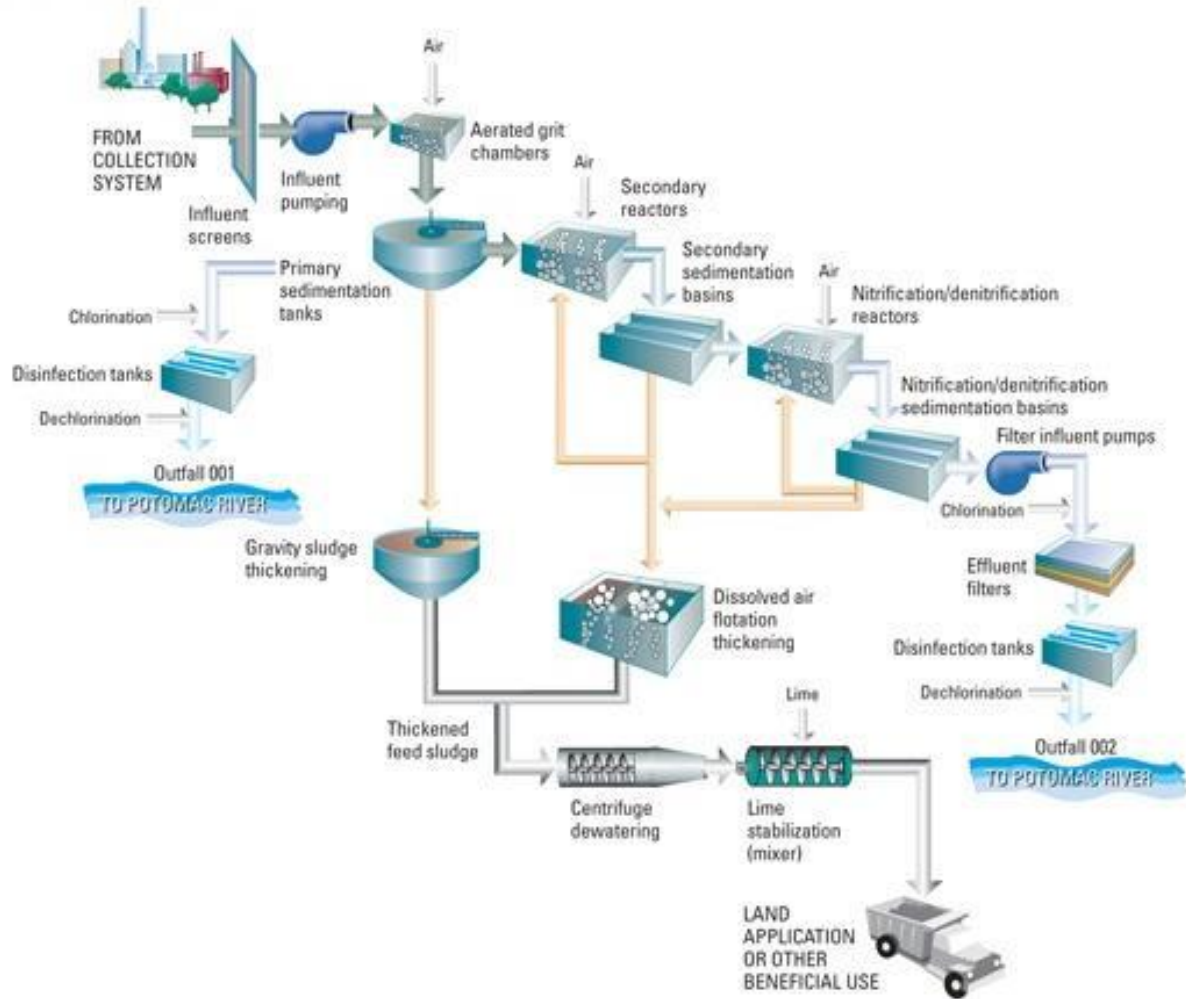 Air
FROM
COLLECTION
SYSTEM
Influent
pumping
Aerated grit
chambers
Influent
screens
Air
Secondary
reactors
Primary
sedimentation
tanks
Secondary
sedimentation
basins
Air
Nitrification/denitrification
reactors
Chlorination
Disinfection tanks
Dechlorination
Outfall 001
TO POTOMAC RIVER
Nitrification/denitrification
sedimentation basins
Filter influent pumps
Chlorination
Effluent
filters
Disinfection tanks
Dechlorination
Outfall 002
TO POTOMAC RIVER
Gravity sludge
thickening
Dissolved air
flotation
thickening
Thickened
feed sludge
Centrifuge
dewatering
Lime
Lime
stabilization
(mixer)
LAND
APPLICATION
OR OTHER
BENEFICIAL USE